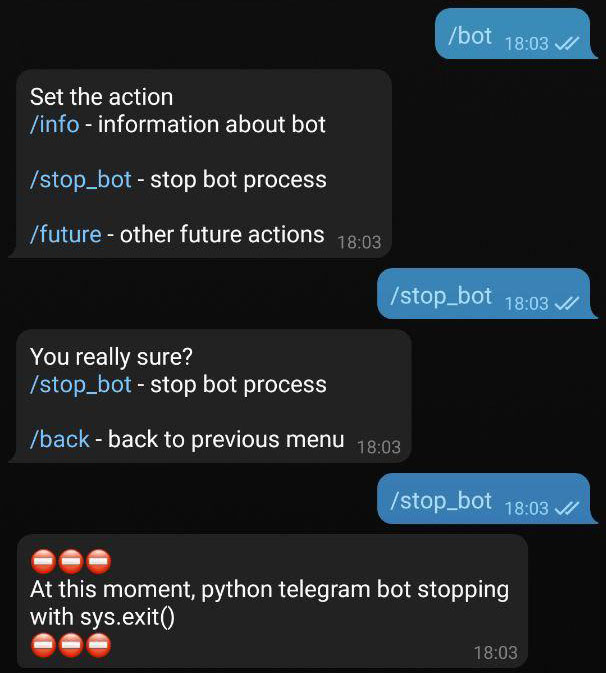 /bot 18:03
Set the action
/info - information about bot
/stop_bot - stop bot process
/future - other future actions 18:03
/stop_bot 18:03
You really sure?
/stop_bot - stop bot process
/back - back to previous menu 18:03
/stop_bot 18:03
At this moment, python telegram bot stopping
with sys.exit()
18:03